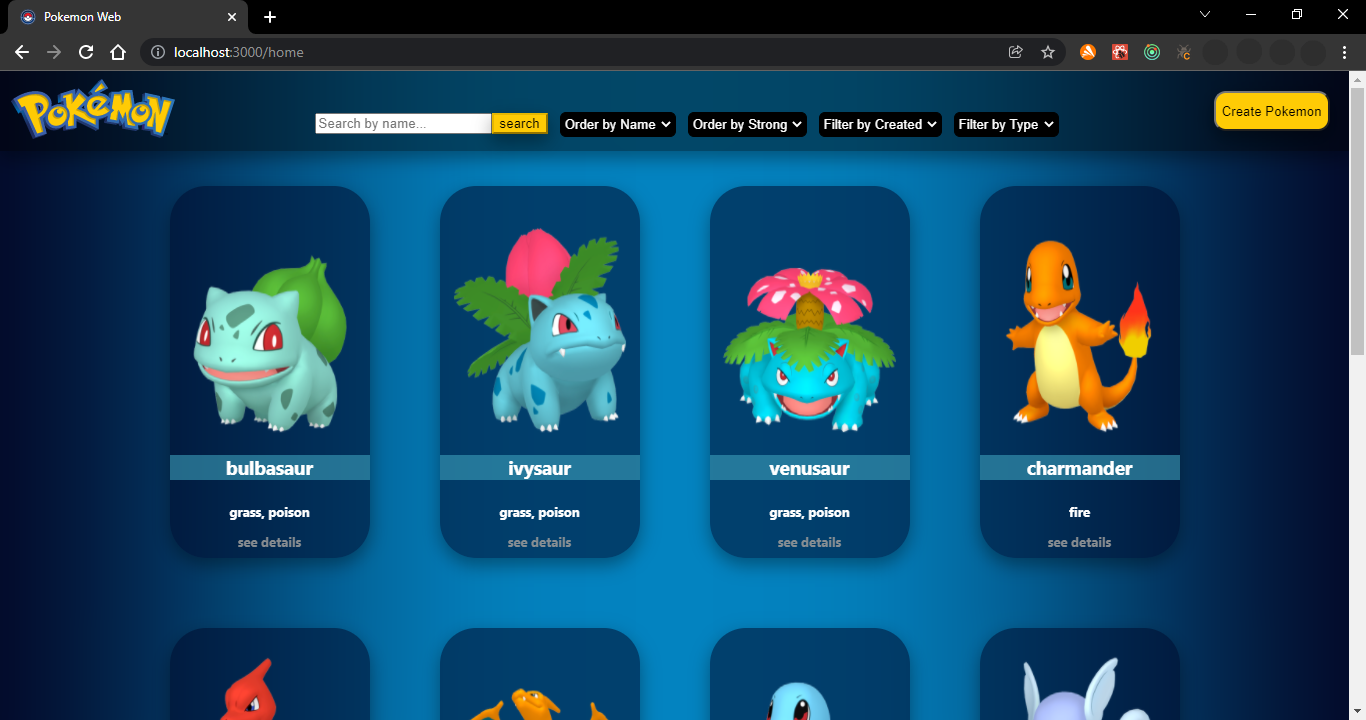 Pokemon Web
localhost:3000/home
POKéMON
Search by name...
search
Order by Name
Order by Strong
Filter by Created
Filter by Type
Create Pokemon
bulbasaur
ivysaur
venusaur
charmander
grass, poison
grass, poison
grass, poison
fire
see details
see details
see details
see details